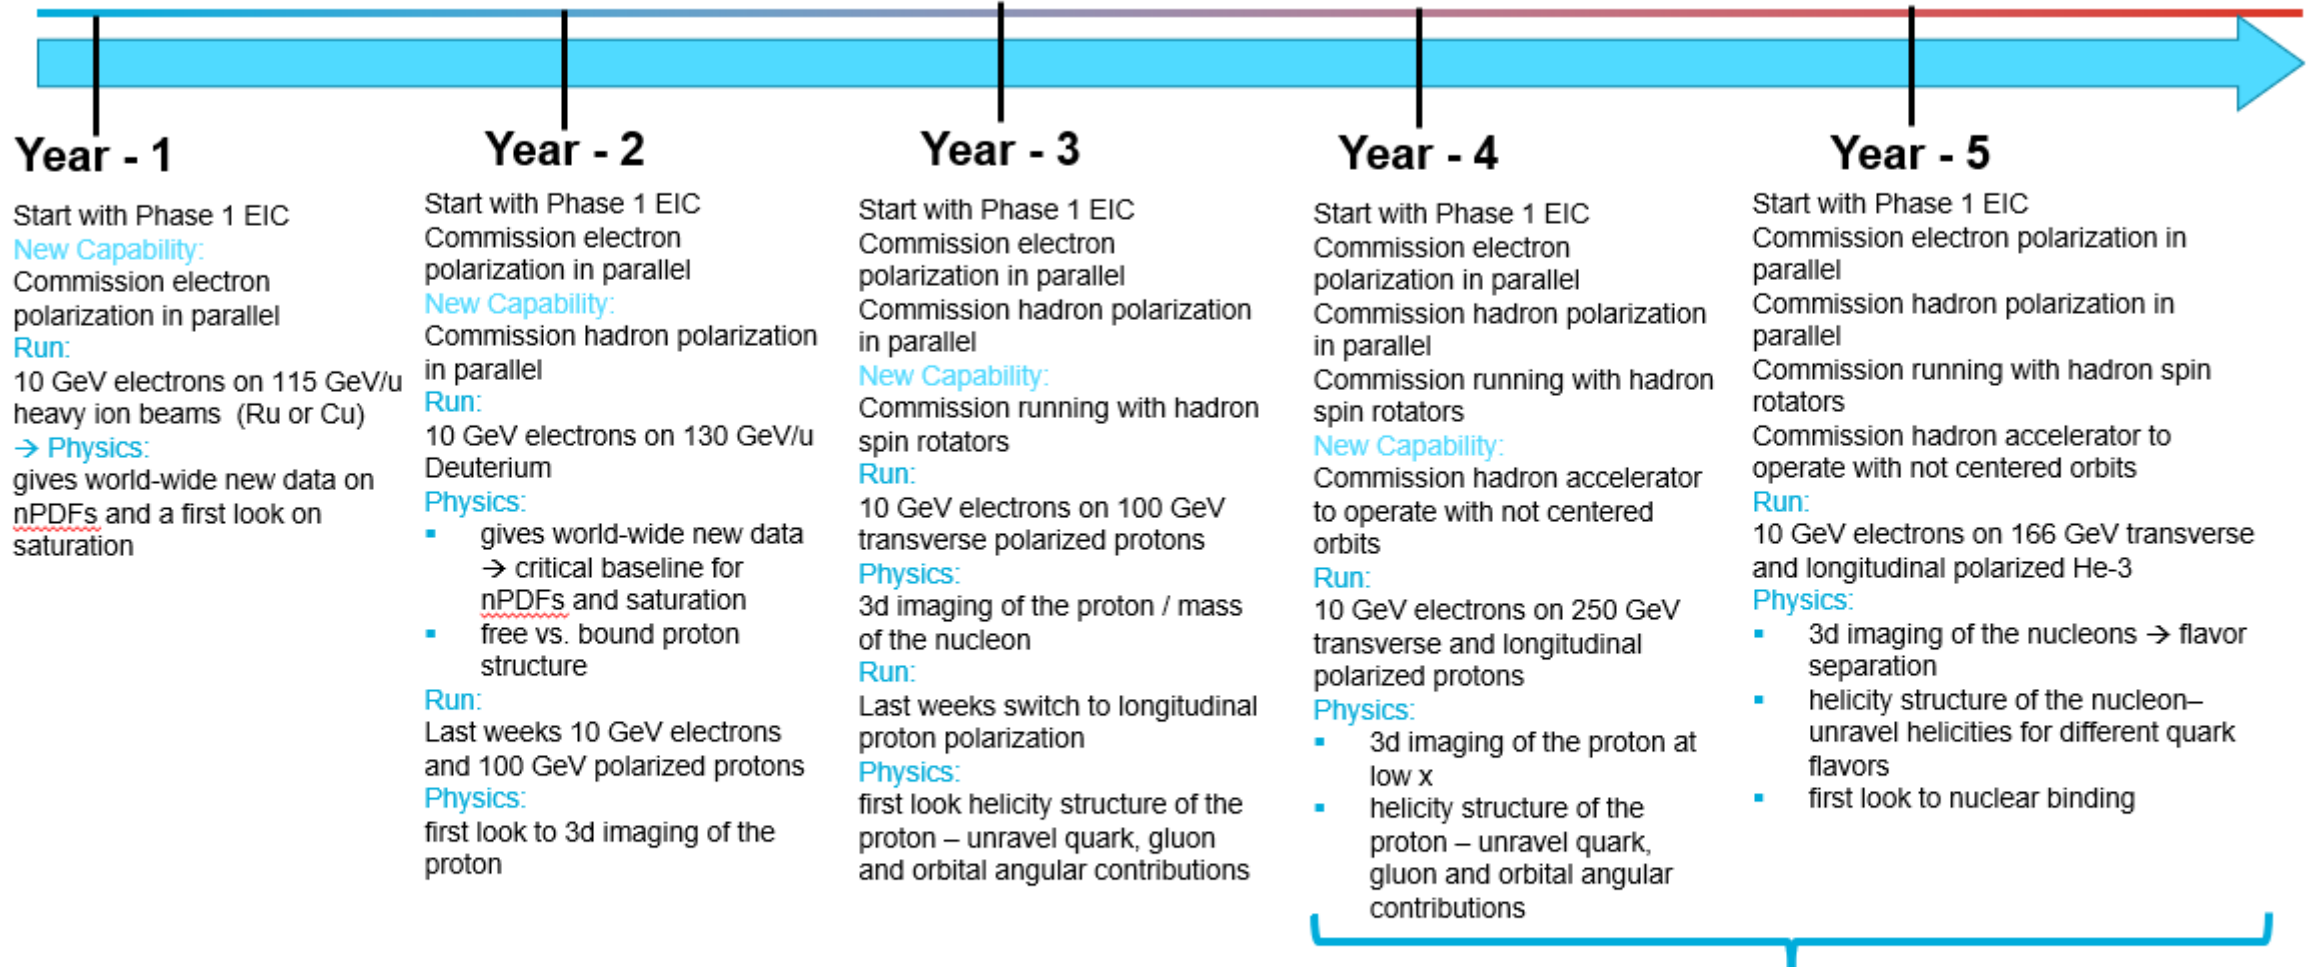 Year - 1
Start with Phase 1 EIC
New Capability:
Commission electron
polarization in parallel
Run:
10 GeV electrons on 115 GeV/u
heavy ion beams (Ru or Cu)
→ Physics:
gives world-wide new data on
nPDFs and a first look on
saturation
Year - 2
Start with Phase 1 EIC
Commission electron
polarization in parallel
New Capability:
Commission hadron polarization
in parallel
Run:
10 GeV electrons on 130 GeV/u
Deuterium
Physics:
▪ gives world-wide new data
→ critical baseline for
nPDFs and saturation
▪ free vs. bound proton
structure
Run:
Last weeks 10 GeV electrons
and 100 GeV polarized protons
Physics:
first look to 3d imaging of the
proton
Year - 3
Start with Phase 1 EIC
Commission electron
polarization in parallel
Commission hadron polarization
in parallel
New Capability:
Commission running with hadron
spin rotators
Run:
10 GeV electrons on 100 GeV
transverse polarized protons
Physics:
3d imaging of the proton / mass
of the nucleon
Run:
Last weeks switch to longitudinal
proton polarization
Physics:
first look helicity structure of the
proton – unravel quark, gluon
and orbital angular contributions
Year - 4
Start with Phase 1 EIC
Commission electron
polarization in parallel
Commission hadron polarization
in parallel
Commission running with hadron
spin rotators
New Capability:
Commission hadron accelerator
to operate with not centered
orbits
Run:
10 GeV electrons on 250 GeV
transverse and longitudinal
polarized protons
Physics:
▪ 3d imaging of the proton at
low x
▪ helicity structure of the
proton – unravel quark,
gluon and orbital angular
contributions
Year - 5
Start with Phase 1 EIC
Commission electron polarization in
parallel
Commission hadron polarization in
parallel
Commission running with hadron spin
rotators
Commission hadron accelerator to
operate with not centered orbits
Run:
10 GeV electrons on 166 GeV transverse
and longitudinal polarized He-3
Physics:
▪ 3d imaging of the nucleons → flavor
separation
▪ helicity structure of the nucleon–
unravel helicities for different quark
flavors
▪ first look to nuclear binding